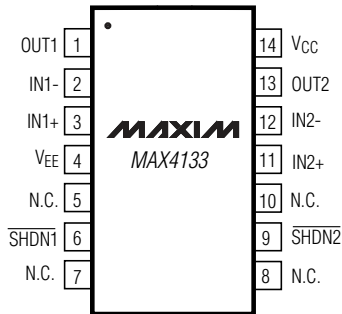 OUT1 1
IN1- 2
IN1+ 3
VEE 4
N.C. 5
SHDN1 6
N.C. 7
MAXIM
MAX4133
14 VCC
13 OUT2
12 IN2-
11 IN2+
10 N.C.
9 SHDN2
8 N.C.